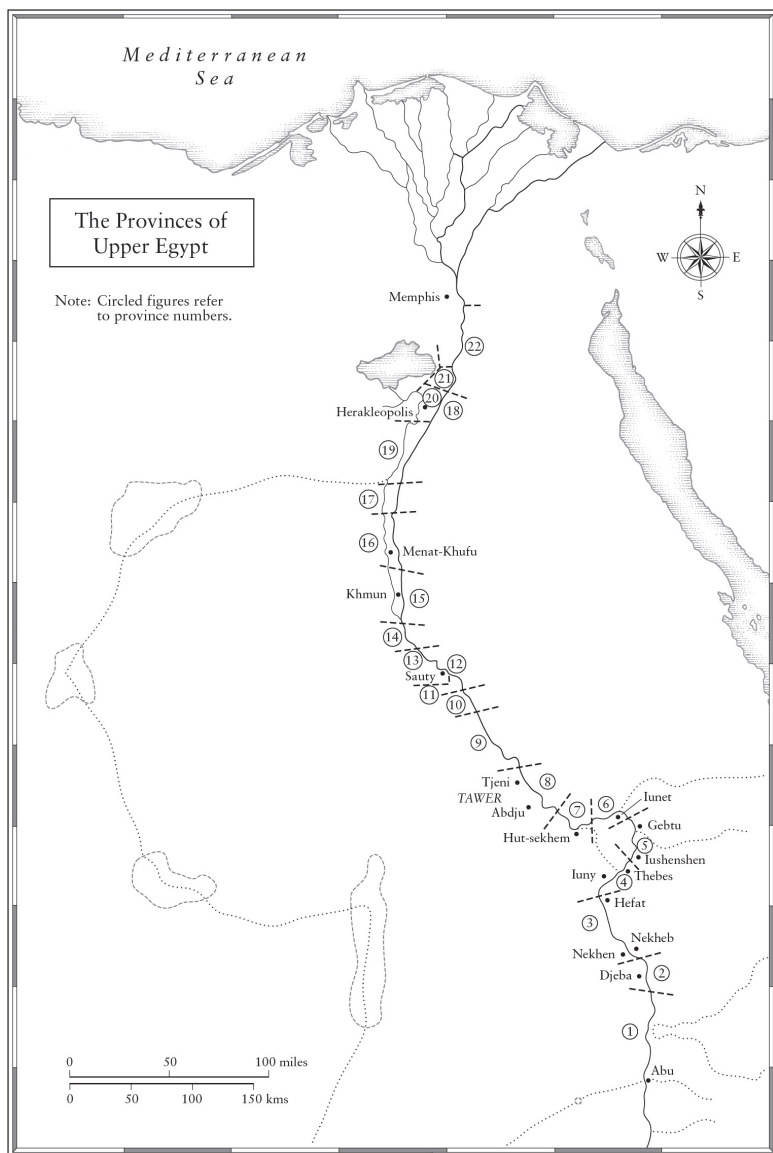 Mediterranean
Sea
The Provinces of
Upper Egypt
Note: Circled figures refer
to province numbers.
N
W
E
S
Memphis
22
21
20
Herakleopolis
18
19
17
16
Menat-Khufu
Khmun
15
14
13
12
Sauty
11
10
9
Tjeni
8
TAWER
Abdju
7
6
Iunet
Hut-sekhem
Gebtu
5
Iushenshen
Iuny
4
Thebes
Hefat
3
Nekheb
Nekhen
Djeba
2
1
Abu
0 50 100 miles
0 50 100 150 kms